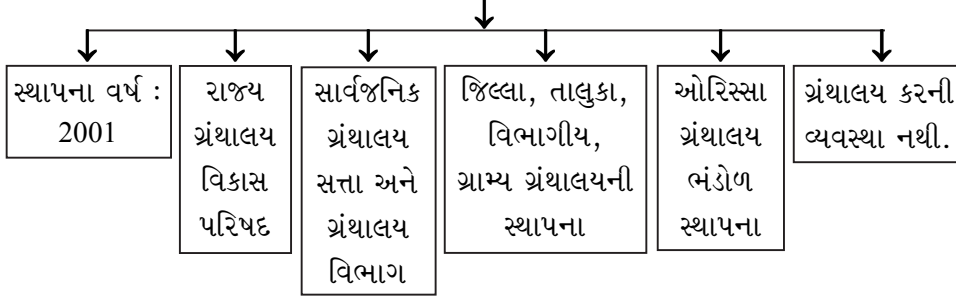 સ્થાપના વર્ષ :
2001
રાજ્ય
ગ્રંથાલય
વિકાસ
પરિષદ
સાર્વજનિક
ગ્રંથાલય
સત્તા અને
ગ્રંથાલય
વિભાગ
જિલ્લા, તાલુકા,
વિભાગીય,
ગ્રામ્ય ગ્રંથાલયની
સ્થાપના
ઓરિસ્સા
ગ્રંથાલય
ભંડોળ
સ્થાપના
ગ્રંથાલય કરની
વ્યવસ્થા નથી.